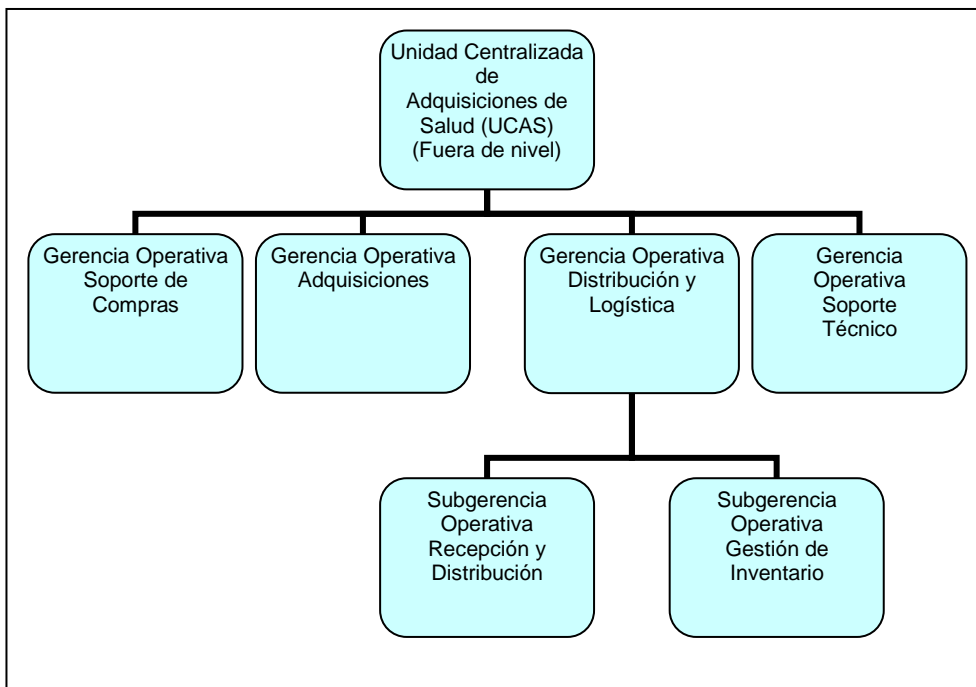 Unidad Centralizada
de
Adquisiciones de
Salud (UCAS)
(Fuera de nivel)
Gerencia Operativa
Soporte de
Compras
Gerencia Operativa
Adquisiciones
Gerencia Operativa
Distribución y
Logística
Gerencia
Operativa
Soporte
Técnico
Subgerencia
Operativa
Recepción y
Distribución
Subgerencia
Operativa
Gestión de
Inventario